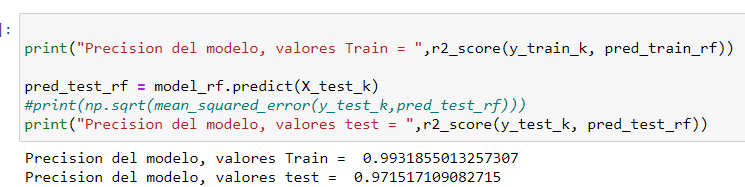 ]:
print("Precision del modelo, valores Train = ",r2_score(y_train_k, pred_train_rf))
pred_test_rf = model_rf.predict(X_test_k)
#print(np.sqrt(mean_squared_error(y_test_k,pred_test_rf)))
print("Precision del modelo, valores test = ",r2_score(y_test_k, pred_test_rf))
Precision del modelo, valores Train =  0.9931855013257307
Precision del modelo, valores test =  0.971517109082715